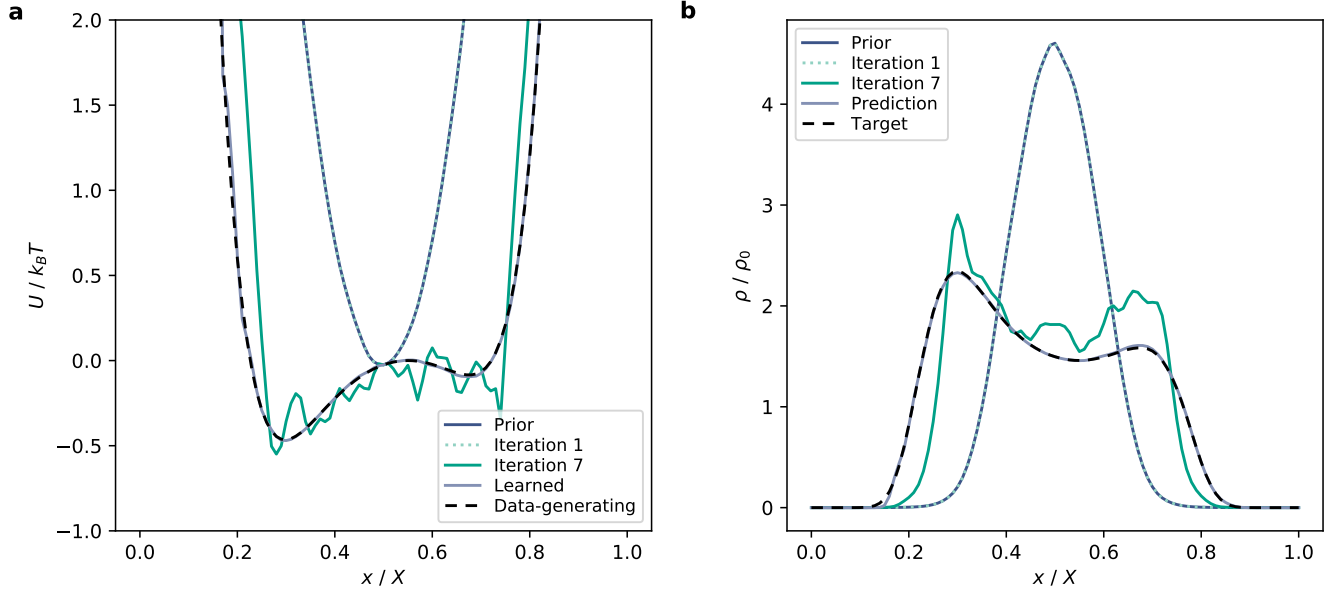 a
2.0
1.5
1.0
0.5
0.0
−0.5
−1.0
U / k_BT
0.0 0.2 0.4 0.6 0.8 1.0
x / X
Prior
Iteration 1
Iteration 7
Learned
Data-generating
b
4
3
2
1
0
ρ / ρ₀
0.0 0.2 0.4 0.6 0.8 1.0
x / X
Prior
Iteration 1
Iteration 7
Prediction
Target